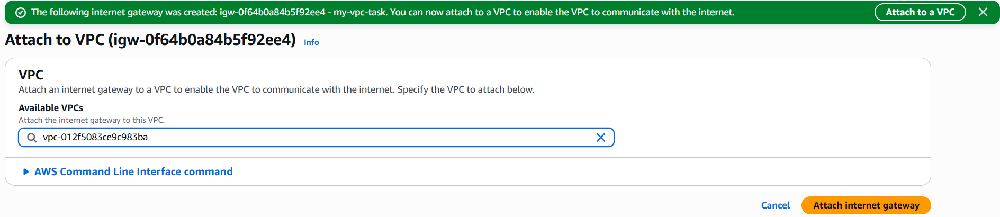 The following internet gateway was created: igw-0f64b0a84b5f92ee4 - my-vpc-task. You can now attach to a VPC to enable the VPC to communicate with the internet. Attach to a VPC
Attach to VPC (igw-0f64b0a84b5f92ee4) Info
VPC
Attach an internet gateway to a VPC to enable the VPC to communicate with the internet. Specify the VPC to attach below.
Available VPCs
Attach the internet gateway to this VPC.
vpc-012f5083ce9c983ba
AWS Command Line Interface command
Cancel Attach internet gateway